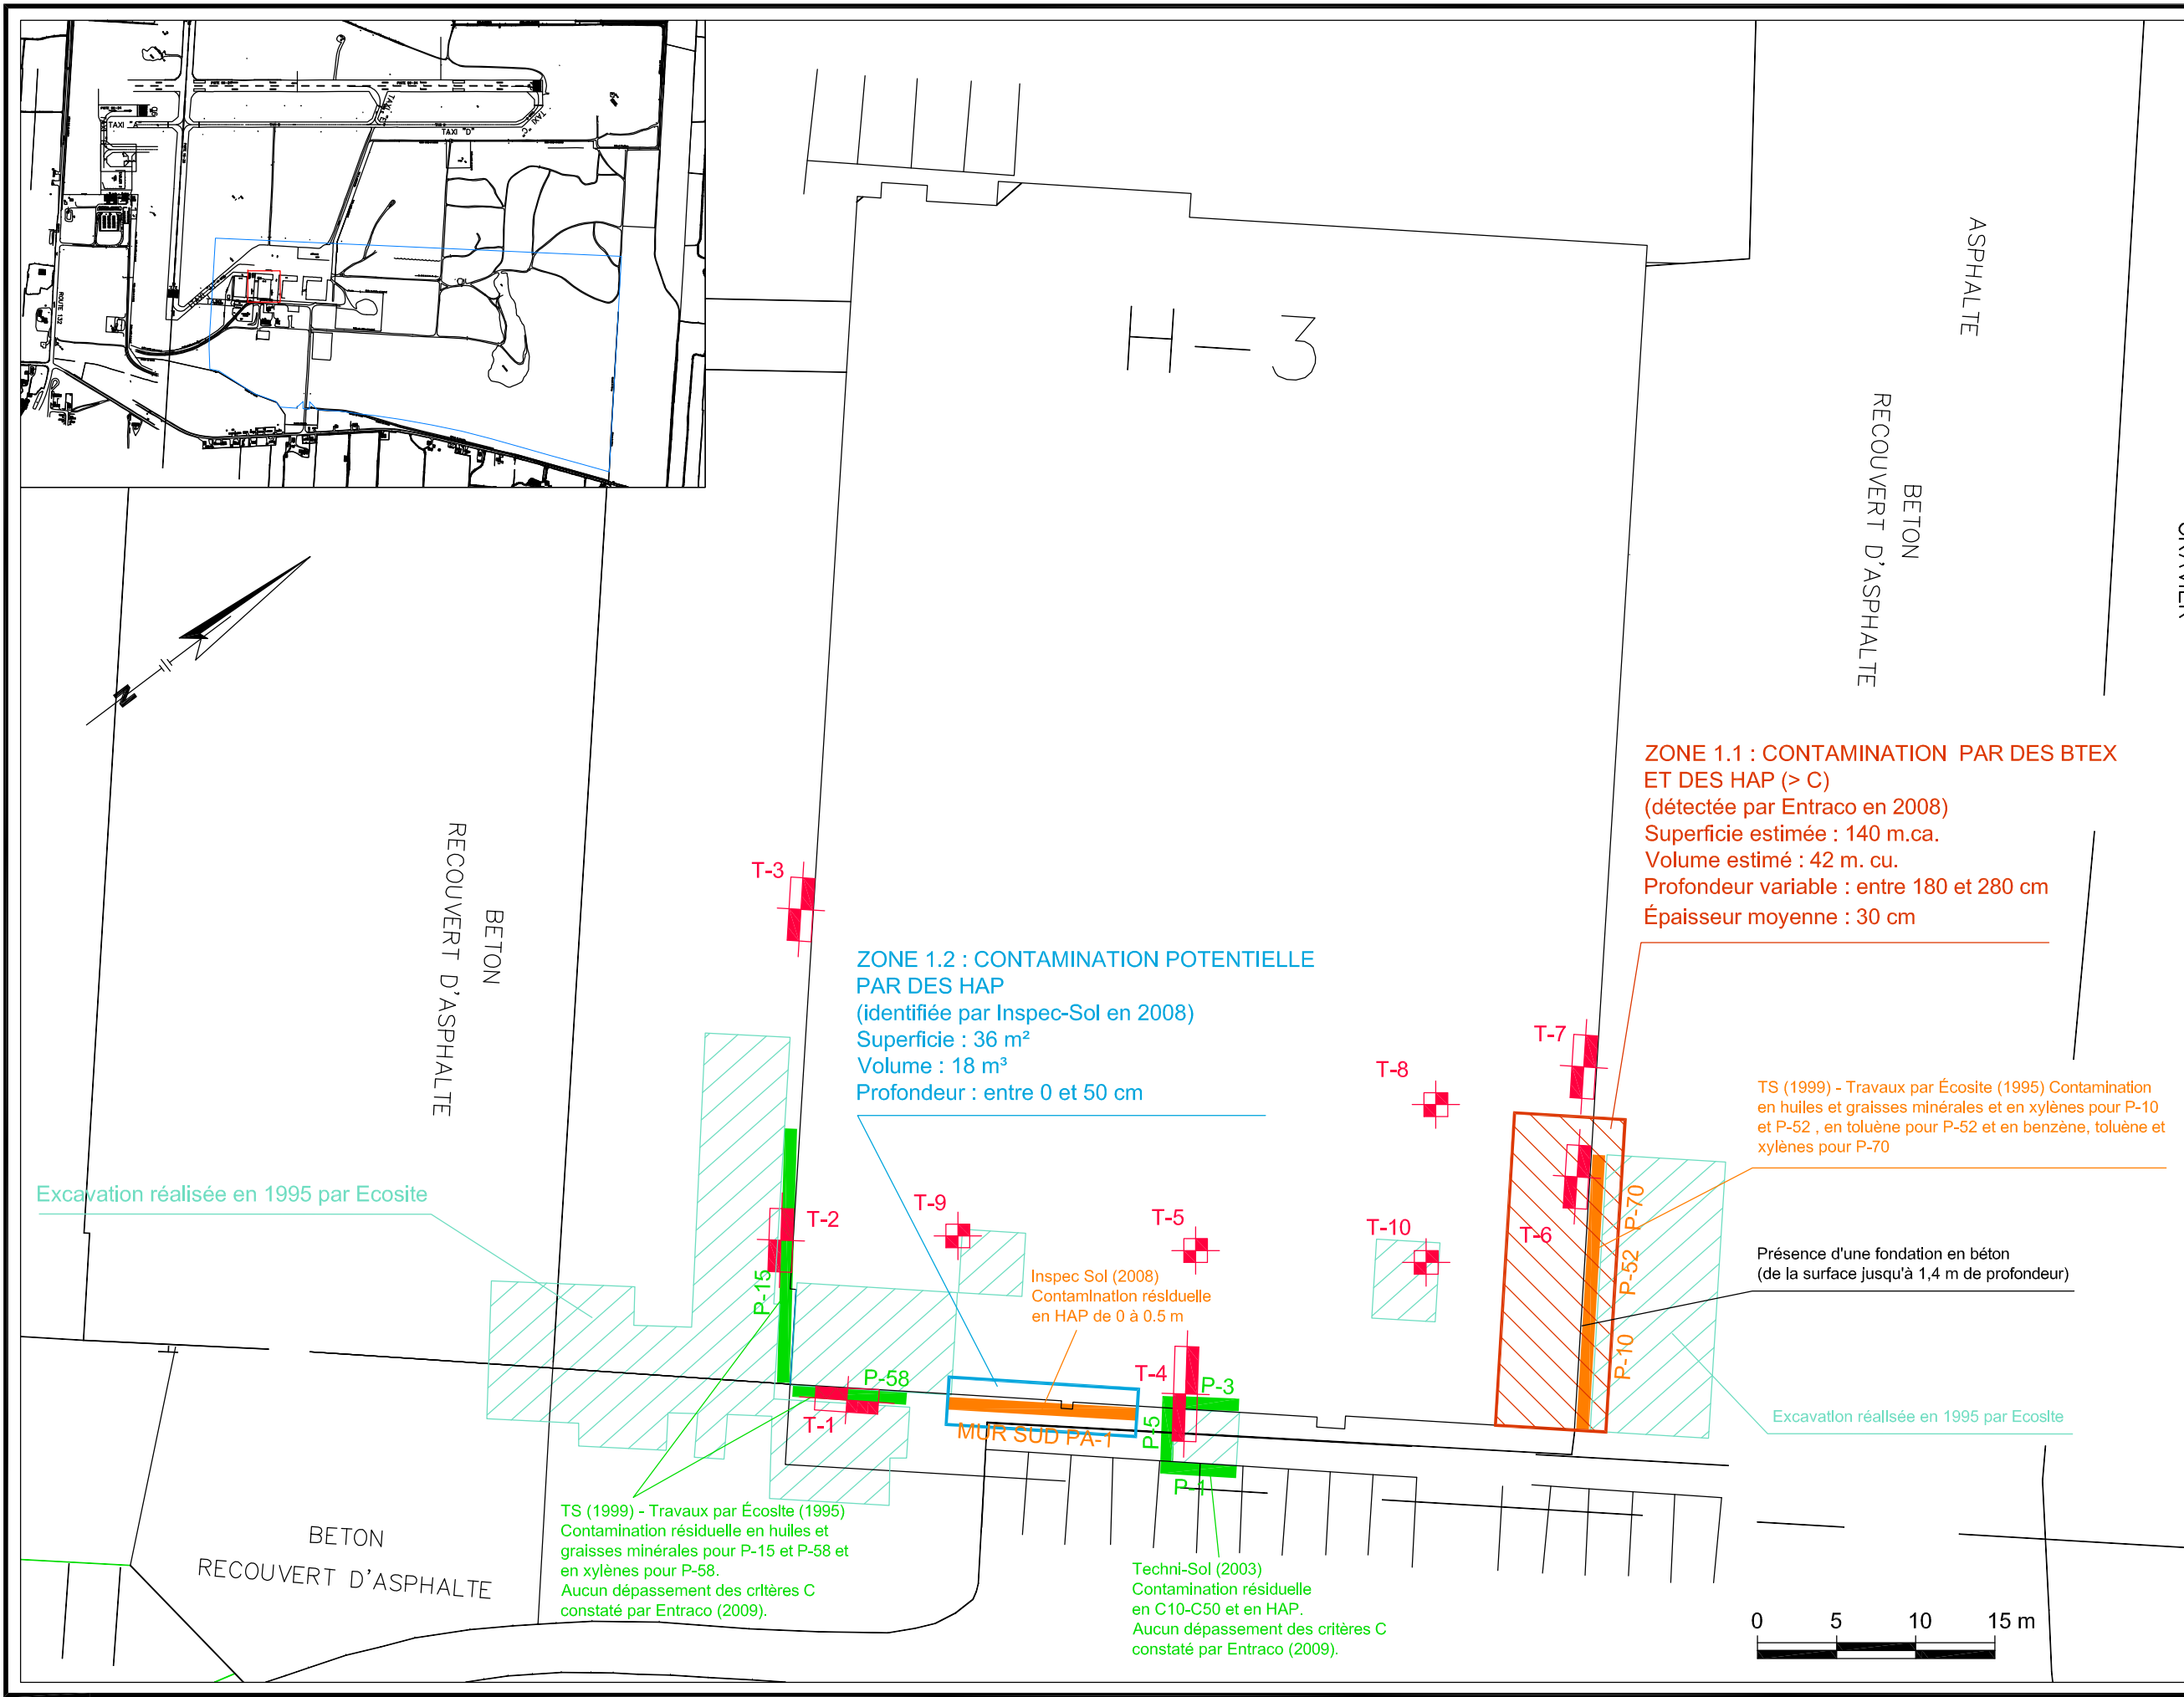 TAXI "A"
TAXI "E"
TAXI "D"
TAXI "C"
ROUTE 132
N
H-3
ASPHALTE
BETON
RECOUVERT D'ASPHALTE
BETON
RECOUVERT D'ASPHALTE
ZONE 1.1 : CONTAMINATION PAR DES BTEX
ET DES HAP (> C)
(détectée par Entraco en 2008)
Superficie estimée : 140 m.ca.
Volume estimé : 42 m. cu.
Profondeur variable : entre 180 et 280 cm
Épaisseur moyenne : 30 cm
T-3
ZONE 1.2 : CONTAMINATION POTENTIELLE
PAR DES HAP
(identifiée par Inspec-Sol en 2008)
Superficie : 36 m²
Volume : 18 m³
Profondeur : entre 0 et 50 cm
T-7
T-8
TS (1999) - Travaux par Écosite (1995) Contamination
en huiles et graisses minérales et en xylènes pour P-10
et P-52 , en toluène pour P-52 et en benzène, toluène et
xylènes pour P-70
Excavation réalisée en 1995 par Ecosite
T-2
T-9
T-5
T-10
T-6
P-70
P-52
P-10
P-15
Inspec Sol (2008)
Contamination résiduelle
en HAP de 0 à 0.5 m
Présence d'une fondation en béton
(de la surface jusqu'à 1,4 m de profondeur)
T-4
P-58
P-3
T-1
MUR SUD PA-1
P-5
P-1
Excavation réalisée en 1995 par Ecosite
TS (1999) - Travaux par Écosite (1995)
Contamination résiduelle en huiles et
graisses minérales pour P-15 et P-58 et
en xylènes pour P-58.
Aucun dépassement des critères C
constaté par Entraco (2009).
BETON
RECOUVERT D'ASPHALTE
Techni-Sol (2003)
Contamination résiduelle
en C10-C50 et en HAP.
Aucun dépassement des critères C
constaté par Entraco (2009).
0 5 10 15 m